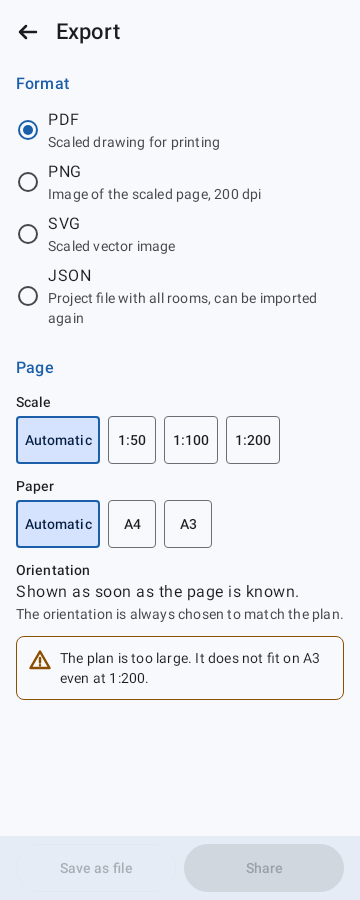 Export
Format
PDF
Scaled drawing for printing
PNG
Image of the scaled page, 200 dpi
SVG
Scaled vector image
JSON
Project file with all rooms, can be imported
again
Page
Scale
Automatic 1:50 1:100 1:200
Paper
Automatic A4 A3
Orientation
Shown as soon as the page is known.
The orientation is always chosen to match the plan.
The plan is too large. It does not fit on A3
even at 1:200.
Save as file Share